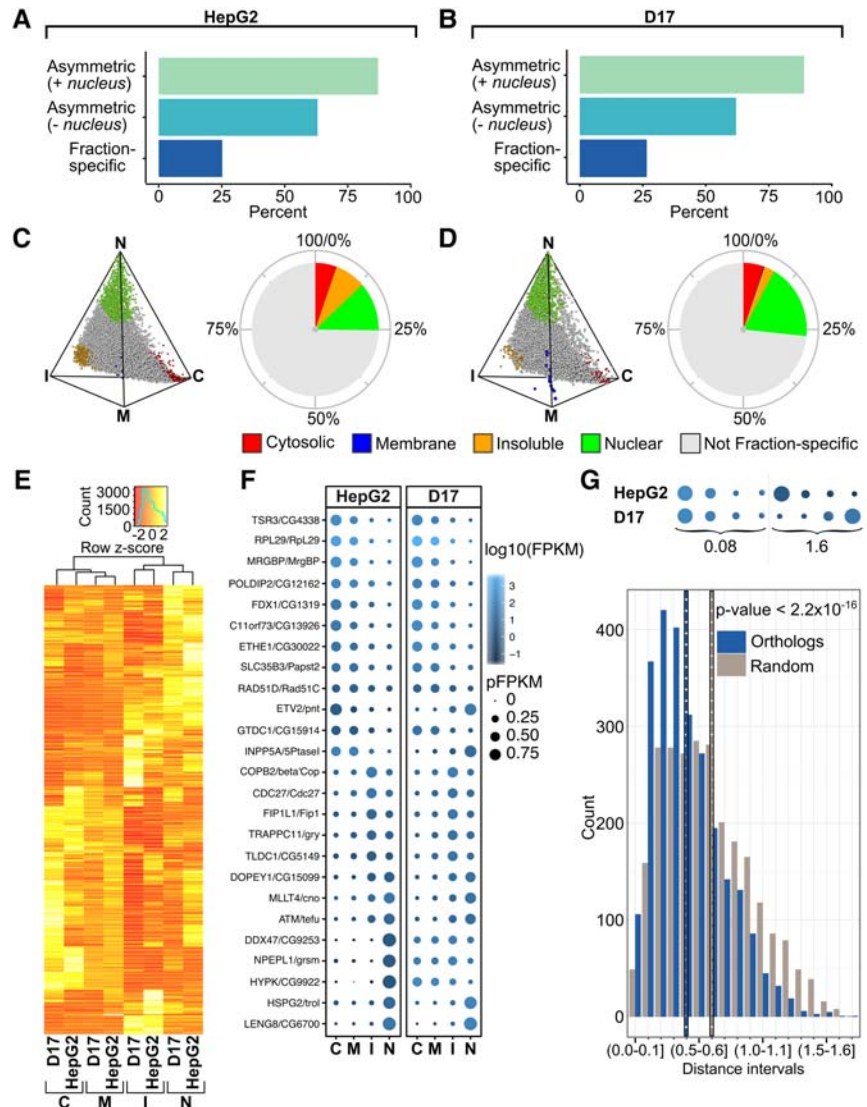 A
HepG2
Asymmetric
(+ nucleus)
Asymmetric
(- nucleus)
Fraction-
specific
0
25
50
75
100
Percent
B
D17
Asymmetric
(+ nucleus)
Asymmetric
(- nucleus)
Fraction-
specific
0
25
50
75
100
Percent
C
N
I
C
M
100/0%
75%
25%
50%
D
N
I
C
M
100/0%
75%
25%
50%
Cytosolic
Membrane
Insoluble
Nuclear
Not Fraction-specific
E
Count
3000
1500
0
-2 0 2
Row z-score
D17
HepG2
D17
HepG2
D17
HepG2
D17
HepG2
C
M
I
N
F
HepG2
D17
TSR3/CG4338
RPL29/RpL29
MRGBP/MrgBP
POLDIP2/CG12162
FDX1/CG1319
C11orf73/CG13926
ETHE1/CG30022
SLC35B3/Papst2
RAD51D/Rad51C
ETV2/pnt
GTDC1/CG15914
INPP5A/5PtaseI
COPB2/beta'Cop
CDC27/Cdc27
FIP1L1/Fip1
TRAPPC11/gry
TLDC1/CG5149
DOPEY1/CG15099
MLLT4/cno
ATM/tefu
DDX47/CG9253
NPEPL1/grsm
HYPK/CG9922
HSPG2/trol
LENG8/CG6700
C M I N
C M I N
log10(FPKM)
3
2
1
0
−1
pFPKM
0
0.25
0.50
0.75
G
HepG2
D17
0.08
1.6
p-value < 2.2x10-16
Orthologs
Random
Count
400
300
200
100
0
(0.0-0.1]
(0.5-0.6]
(1.0-1.1]
(1.5-1.6]
Distance intervals